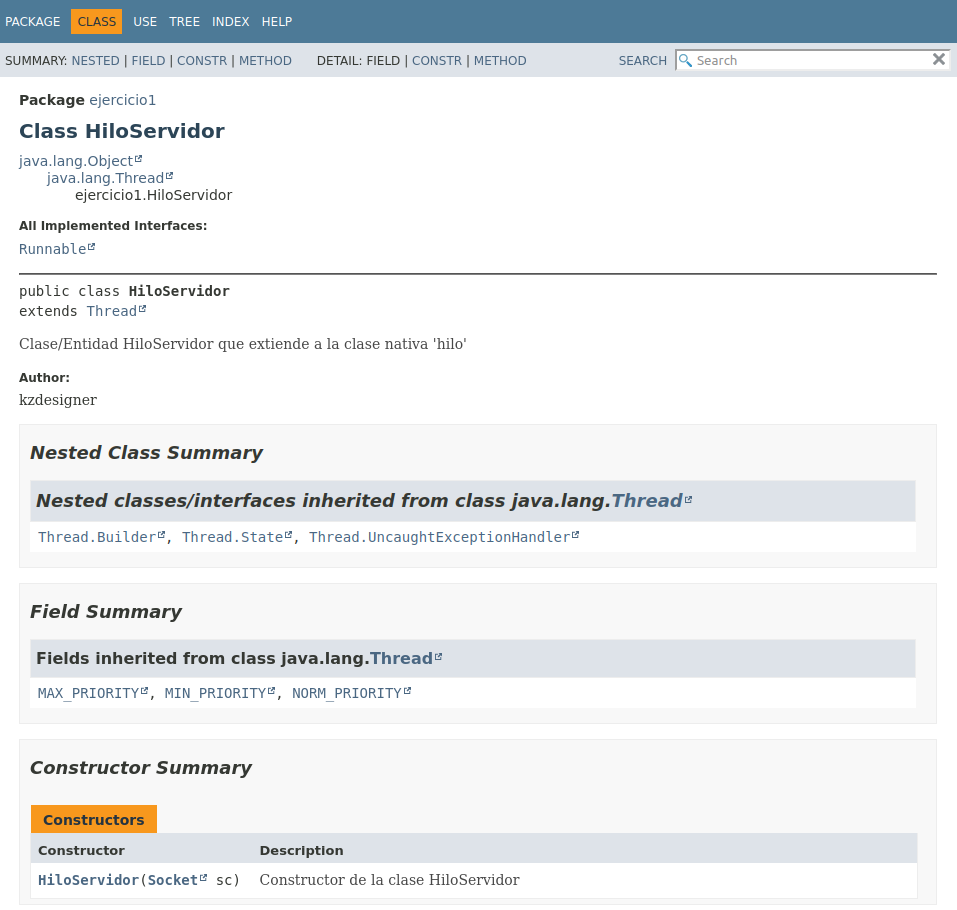 PACKAGE CLASS USE TREE INDEX HELP
SUMMARY: NESTED | FIELD | CONSTR | METHOD DETAIL: FIELD | CONSTR | METHOD SEARCH Search
Package ejercicio1
Class HiloServidor
java.lang.Object
java.lang.Thread
ejercicio1.HiloServidor
All Implemented Interfaces:
Runnable
public class HiloServidor
extends Thread
Clase/Entidad HiloServidor que extiende a la clase nativa 'hilo'
Author:
kzdesigner
Nested Class Summary
Nested classes/interfaces inherited from class java.lang.Thread
Thread.Builder, Thread.State, Thread.UncaughtExceptionHandler
Field Summary
Fields inherited from class java.lang.Thread
MAX_PRIORITY, MIN_PRIORITY, NORM_PRIORITY
Constructor Summary
Constructors
Constructor Description
HiloServidor(Socket sc) Constructor de la clase HiloServidor